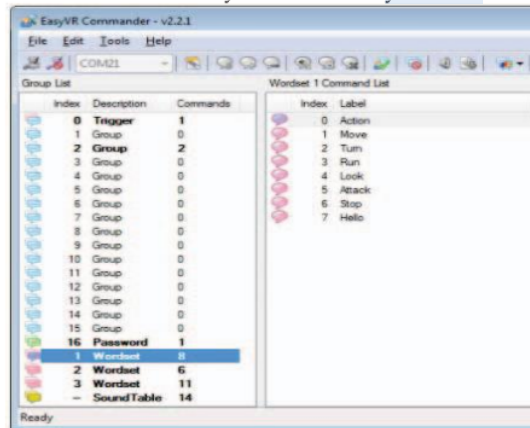 EasyVR Commander - v2.2.1
File Edit Tools Help
COM21
Group List
Index Description Commands
0 Trigger 1
1 Group 0
2 Group 2
3 Group 0
4 Group 0
5 Group 0
6 Group 0
7 Group 0
8 Group 0
9 Group 0
10 Group 0
11 Group 0
12 Group 0
13 Group 0
14 Group 0
15 Group 0
16 Password 1
1 Wordset 8
2 Wordset 6
3 Wordset 11
– SoundTable 14
Wordset 1 Command List
Index Label
0 Action
1 Move
2 Turn
3 Run
4 Look
5 Attack
6 Stop
7 Hello
Ready